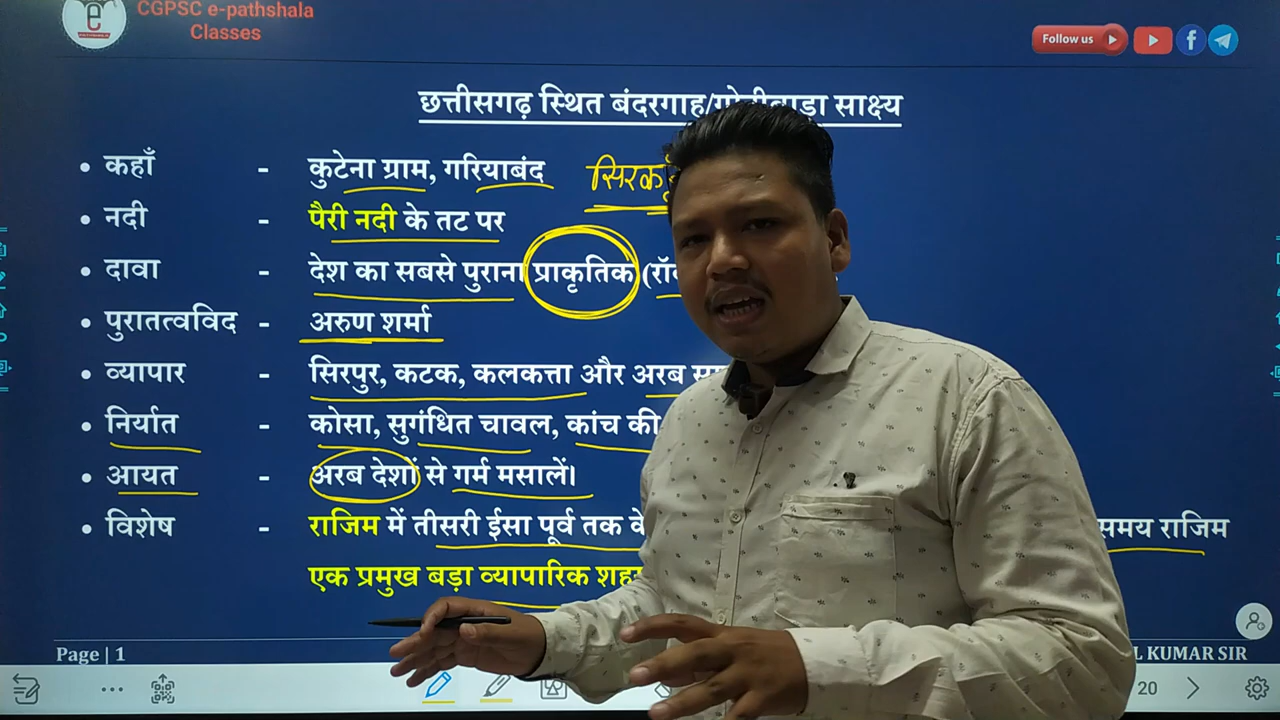 e
CGPSC e-pathshala
Classes
Follow us
छत्तीसगढ़ स्थित बंदरगाह/गोदीवाड़ा साक्ष्य
• कहाँ - कुटेना ग्राम, गरियाबंद
• नदी - पैरी नदी के तट पर
• दावा - देश का सबसे पुराना प्राकृतिक
• पुरातत्वविद - अरुण शर्मा
• व्यापार - सिरपुर, कटक, कलकत्ता और अरब
• निर्यात - कोसा, सुगंधित चावल, कांच की
• आयत - अरब देशों से गर्म मसालें।
• विशेष - राजिम में तीसरी ईसा पूर्व तक समय राजिम
एक प्रमुख बड़ा व्यापारिक
Page | 1 KUMAR SIR
20